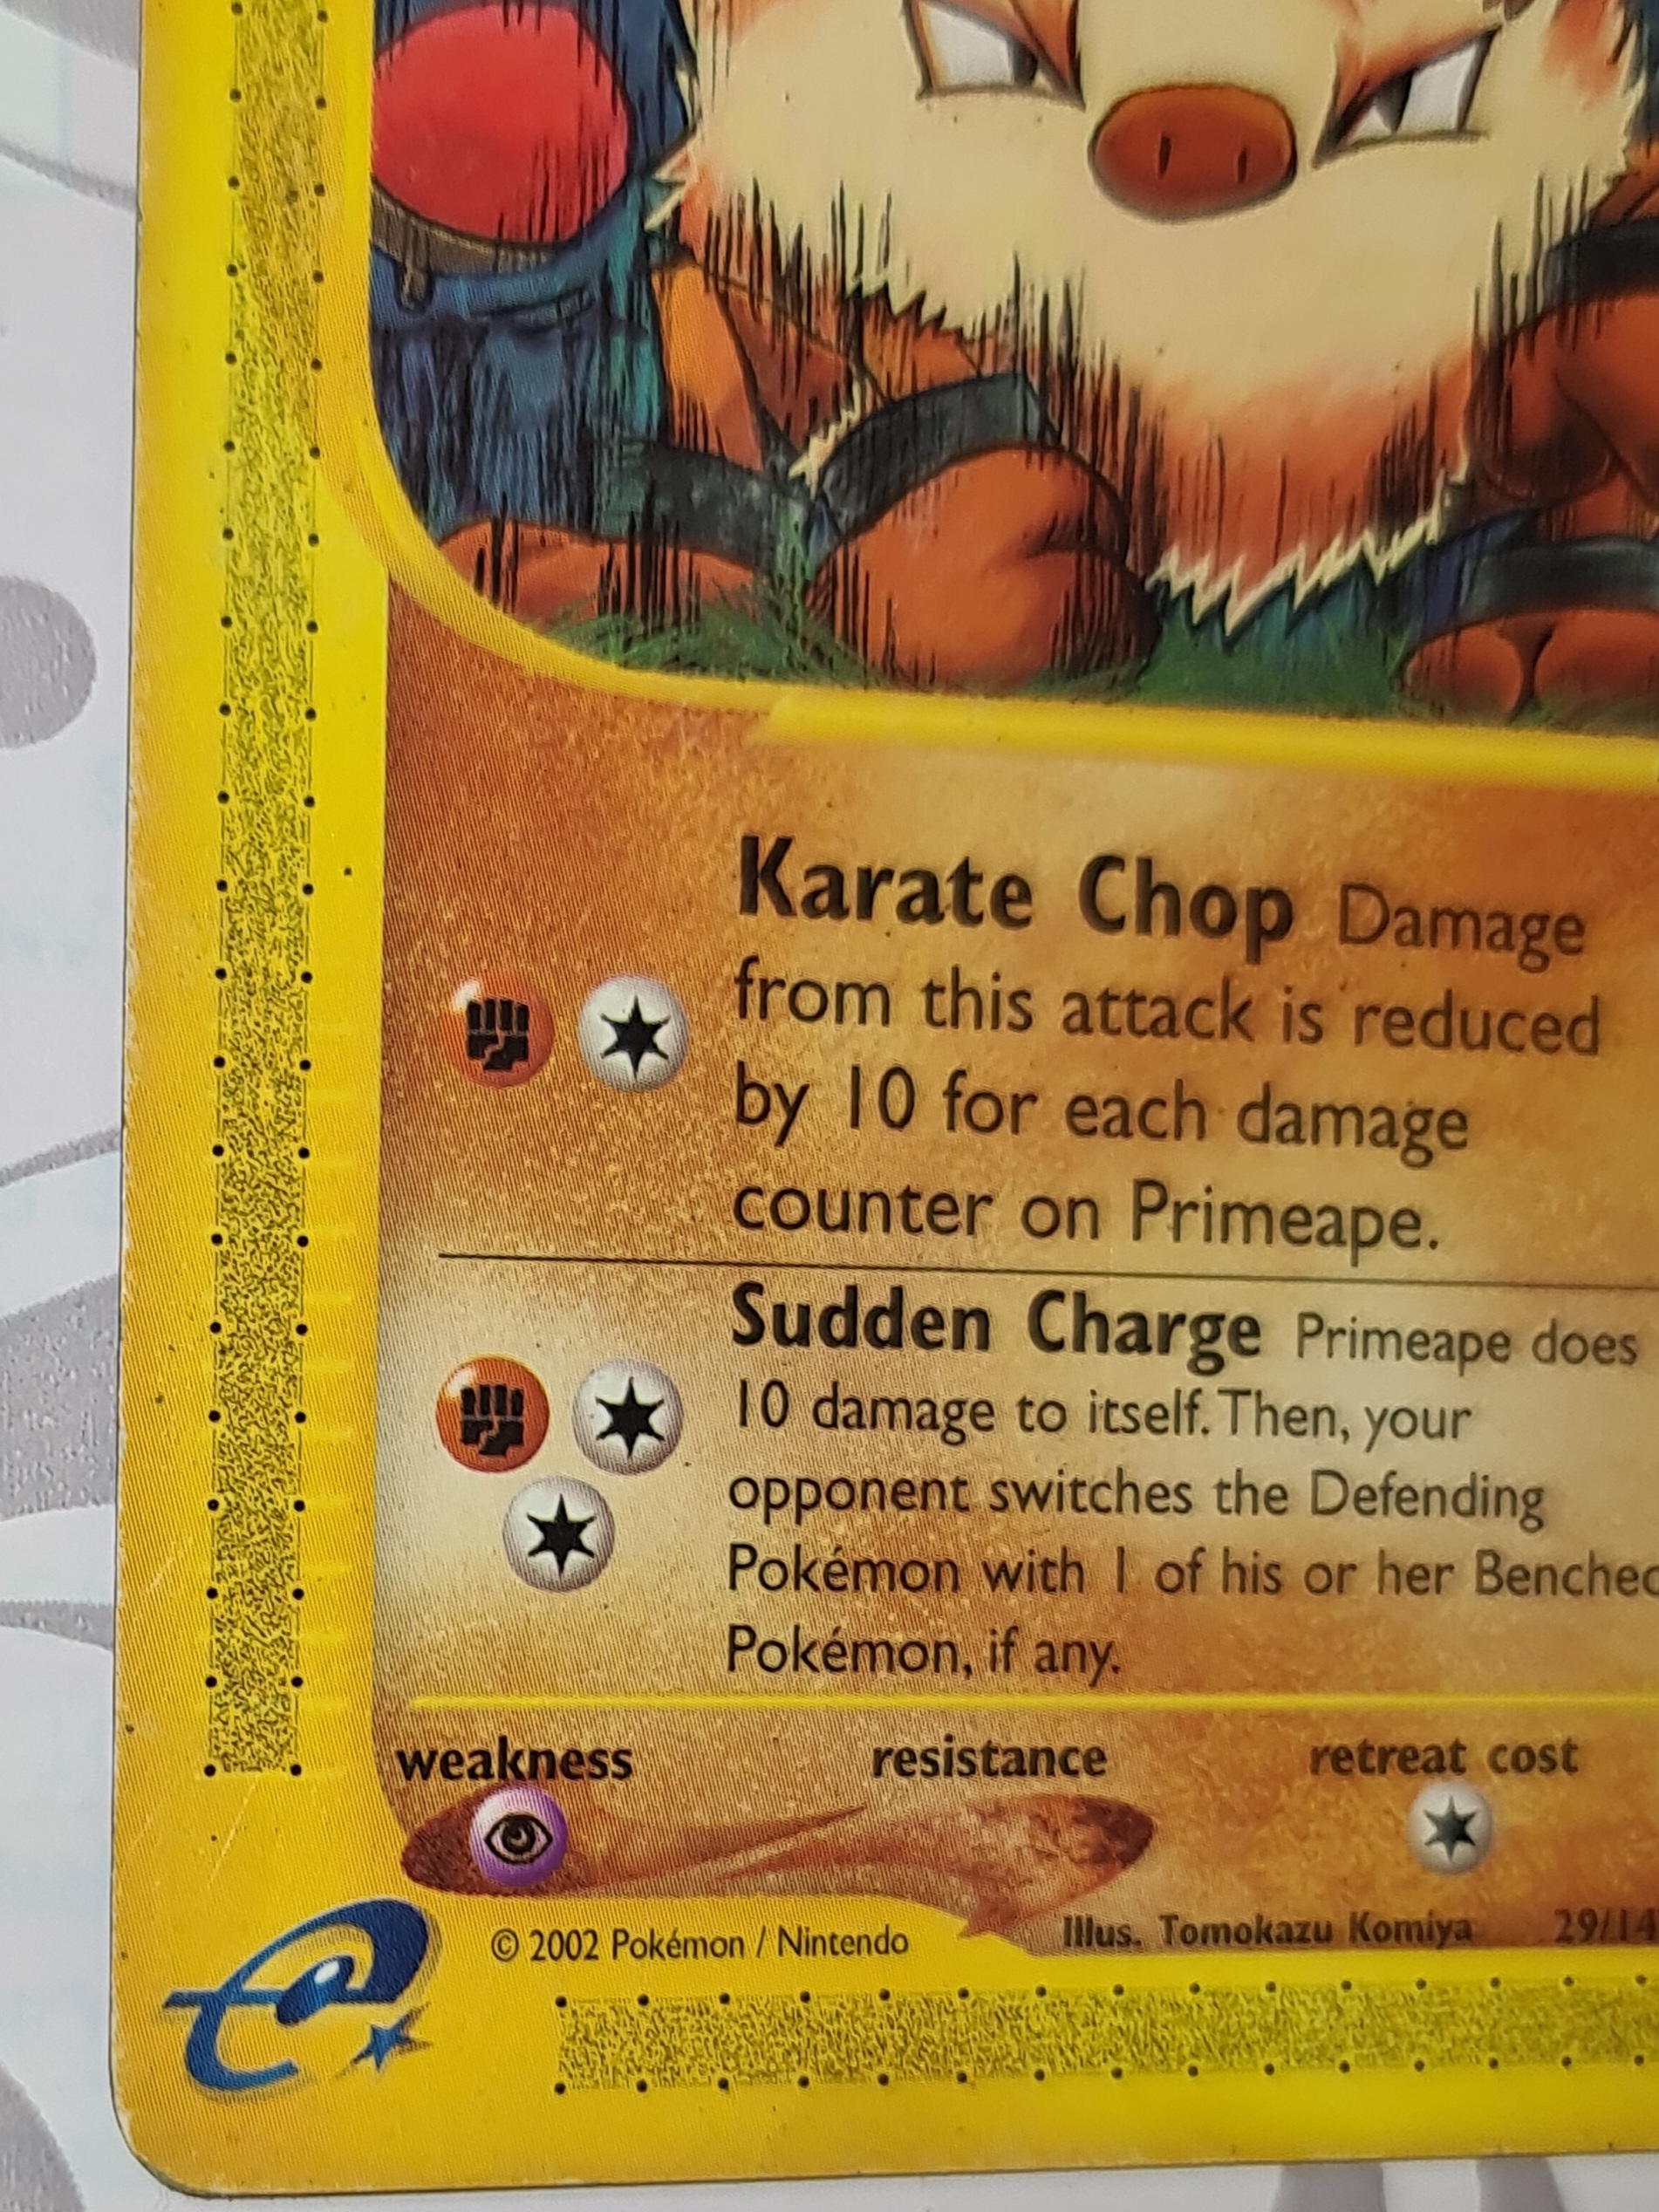 Karate Chop Damage
from this attack is reduced
by 10 for each damage
counter on Primeape.
Sudden Charge Primeape does
10 damage to itself. Then, your
opponent switches the Defending
Pokémon with 1 of his or her Benched
Pokémon, if any.
weakness resistance retreat cost
© 2002 Pokémon / Nintendo Illus. Tomokazu Komiya 29/14